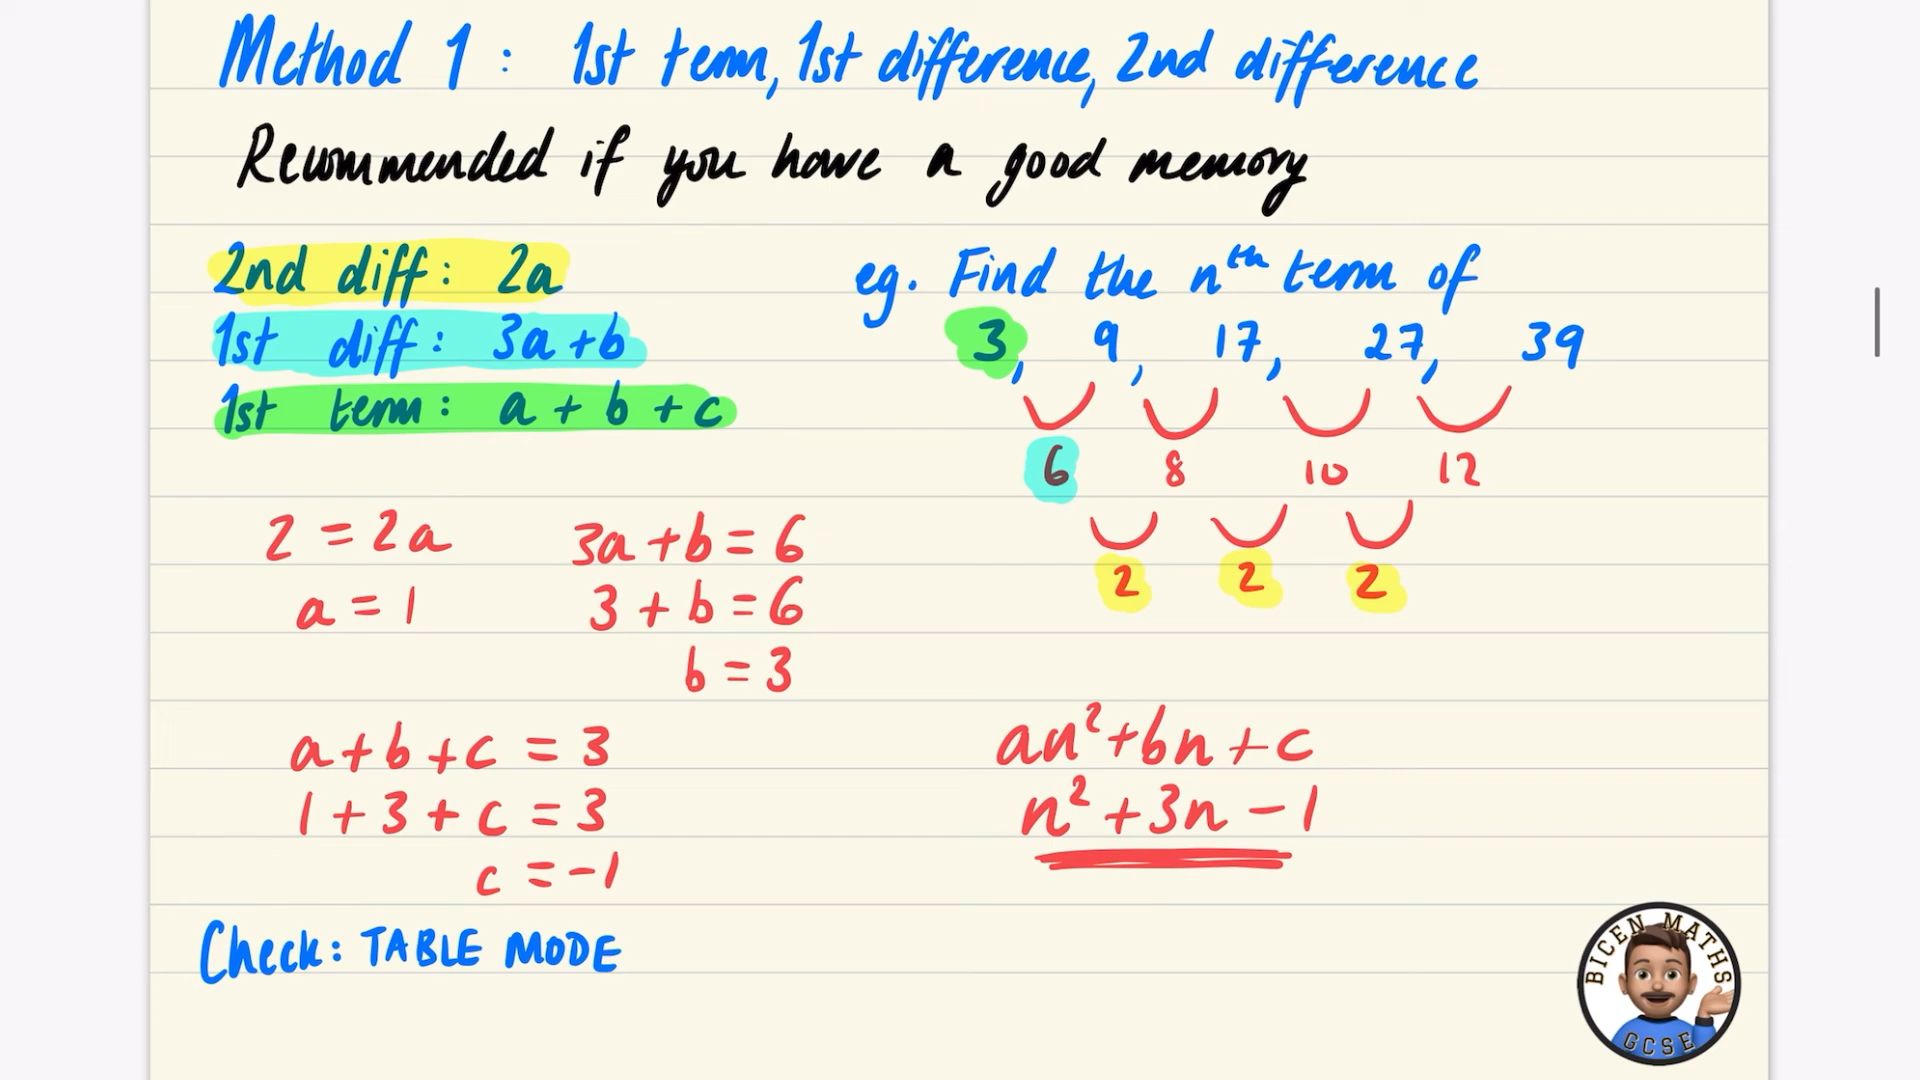 Method 1 : 1st term, 1st difference, 2nd difference
Recommended if you have a good memory
2nd diff: 2a
1st diff: 3a+b
1st term: a + b + c
eg. Find the nᵗʰ term of
3, 9, 17, 27, 39
6 8 10 12
2 2 2
2 = 2a
a = 1
3a+b = 6
3 + b = 6
b = 3
a+b+c = 3
1+3+c = 3
c = -1
an²+bn+c
n²+3n-1
Check: TABLE MODE
BICEN MATHS
GCSE